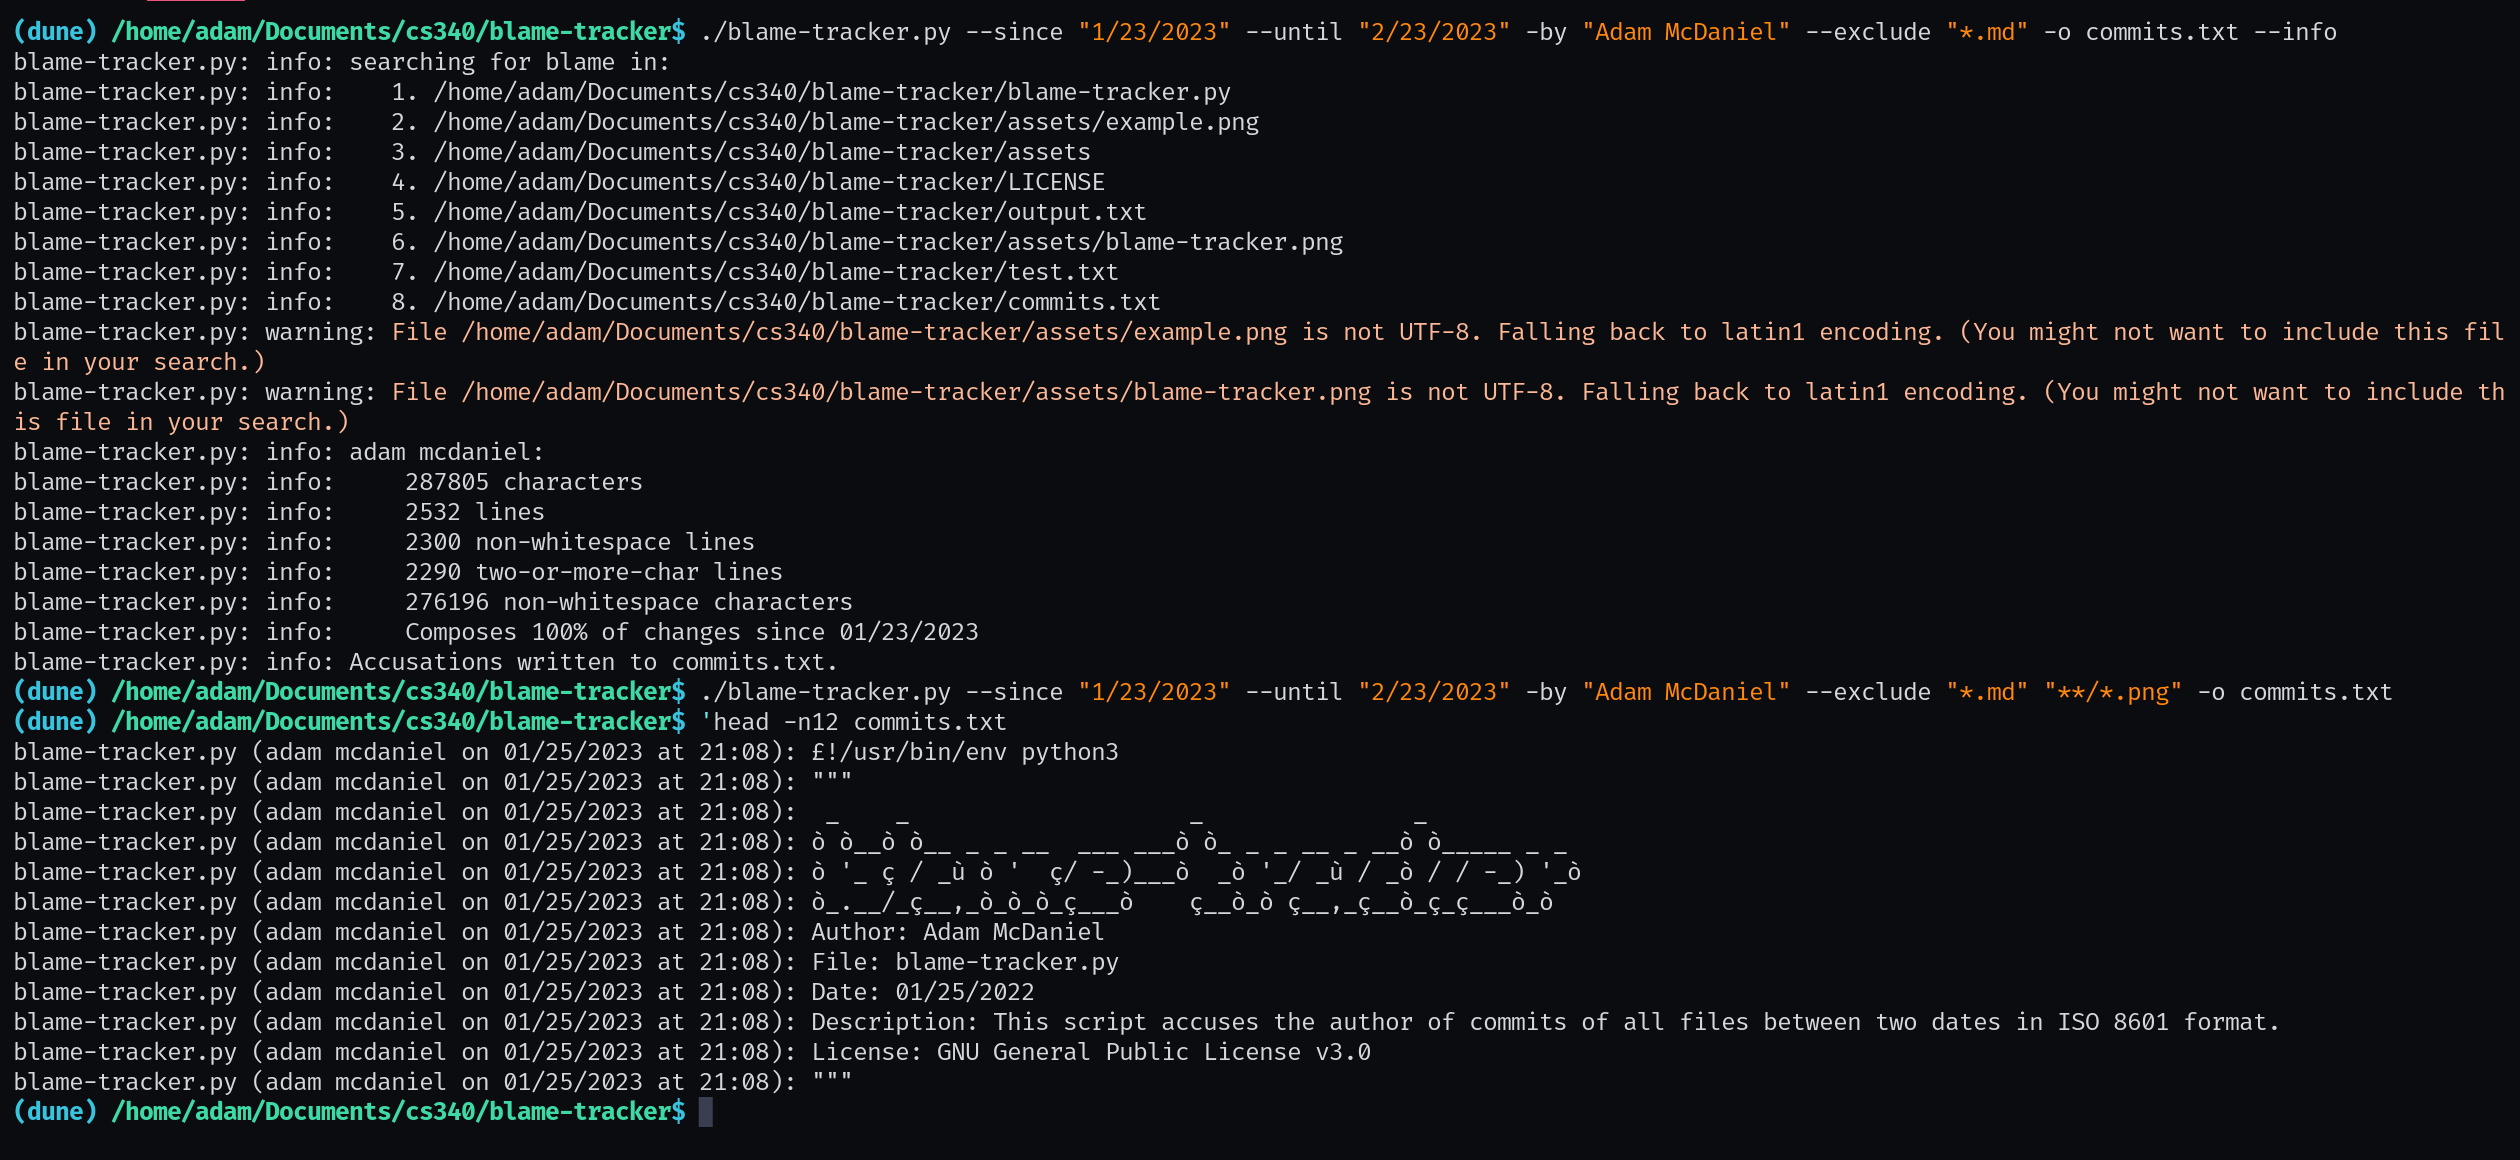 (dune) /home/adam/Documents/cs340/blame-tracker$ ./blame-tracker.py --since "1/23/2023" --until "2/23/2023" -by "Adam McDaniel" --exclude "*.md" -o commits.txt --info
blame-tracker.py: info: searching for blame in:
blame-tracker.py: info:    1. /home/adam/Documents/cs340/blame-tracker/blame-tracker.py
blame-tracker.py: info:    2. /home/adam/Documents/cs340/blame-tracker/assets/example.png
blame-tracker.py: info:    3. /home/adam/Documents/cs340/blame-tracker/assets
blame-tracker.py: info:    4. /home/adam/Documents/cs340/blame-tracker/LICENSE
blame-tracker.py: info:    5. /home/adam/Documents/cs340/blame-tracker/output.txt
blame-tracker.py: info:    6. /home/adam/Documents/cs340/blame-tracker/assets/blame-tracker.png
blame-tracker.py: info:    7. /home/adam/Documents/cs340/blame-tracker/test.txt
blame-tracker.py: info:    8. /home/adam/Documents/cs340/blame-tracker/commits.txt
blame-tracker.py: warning: File /home/adam/Documents/cs340/blame-tracker/assets/example.png is not UTF-8. Falling back to latin1 encoding. (You might not want to include this fil
e in your search.)
blame-tracker.py: warning: File /home/adam/Documents/cs340/blame-tracker/assets/blame-tracker.png is not UTF-8. Falling back to latin1 encoding. (You might not want to include th
is file in your search.)
blame-tracker.py: info: adam mcdaniel:
blame-tracker.py: info:     287805 characters
blame-tracker.py: info:     2532 lines
blame-tracker.py: info:     2300 non-whitespace lines
blame-tracker.py: info:     2290 two-or-more-char lines
blame-tracker.py: info:     276196 non-whitespace characters
blame-tracker.py: info:     Composes 100% of changes since 01/23/2023
blame-tracker.py: info: Accusations written to commits.txt.
(dune) /home/adam/Documents/cs340/blame-tracker$ ./blame-tracker.py --since "1/23/2023" --until "2/23/2023" -by "Adam McDaniel" --exclude "*.md" "**/*.png" -o commits.txt
(dune) /home/adam/Documents/cs340/blame-tracker$ 'head -n12 commits.txt
blame-tracker.py (adam mcdaniel on 01/25/2023 at 21:08): £!/usr/bin/env python3
blame-tracker.py (adam mcdaniel on 01/25/2023 at 21:08): """
blame-tracker.py (adam mcdaniel on 01/25/2023 at 21:08):  _    _                    _               _
blame-tracker.py (adam mcdaniel on 01/25/2023 at 21:08): ò ò__ò ò__ _ _ __  ___ ___ò ò_ _ _ __ _ __ò ò_____ _ _
blame-tracker.py (adam mcdaniel on 01/25/2023 at 21:08): ò '_ ç / _ù ò '  ç/ -_)___ò  _ò '_/ _ù / _ò / / -_) '_ò
blame-tracker.py (adam mcdaniel on 01/25/2023 at 21:08): ò_.__/_ç__,_ò_ò_ò_ç___ò    ç__ò_ò ç__,_ç__ò_ç_ç___ò_ò
blame-tracker.py (adam mcdaniel on 01/25/2023 at 21:08): Author: Adam McDaniel
blame-tracker.py (adam mcdaniel on 01/25/2023 at 21:08): File: blame-tracker.py
blame-tracker.py (adam mcdaniel on 01/25/2023 at 21:08): Date: 01/25/2022
blame-tracker.py (adam mcdaniel on 01/25/2023 at 21:08): Description: This script accuses the author of commits of all files between two dates in ISO 8601 format.
blame-tracker.py (adam mcdaniel on 01/25/2023 at 21:08): License: GNU General Public License v3.0
blame-tracker.py (adam mcdaniel on 01/25/2023 at 21:08): """
(dune) /home/adam/Documents/cs340/blame-tracker$